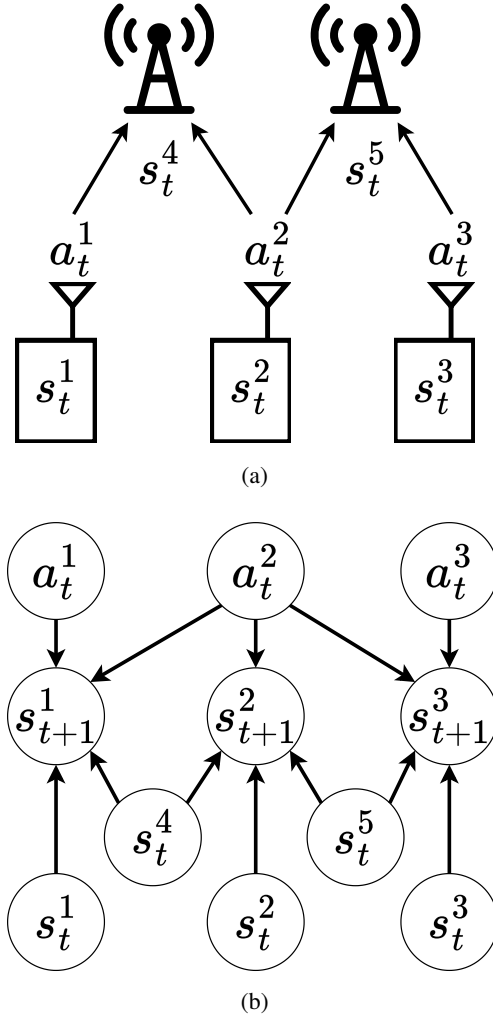 s_t^4 s_t^5
a_t^1 a_t^2 a_t^3
s_t^1 s_t^2 s_t^3
(a)
a_t^1 a_t^2 a_t^3
s_{t+1}^1 s_{t+1}^2 s_{t+1}^3
s_t^4 s_t^5
s_t^1 s_t^2 s_t^3
(b)